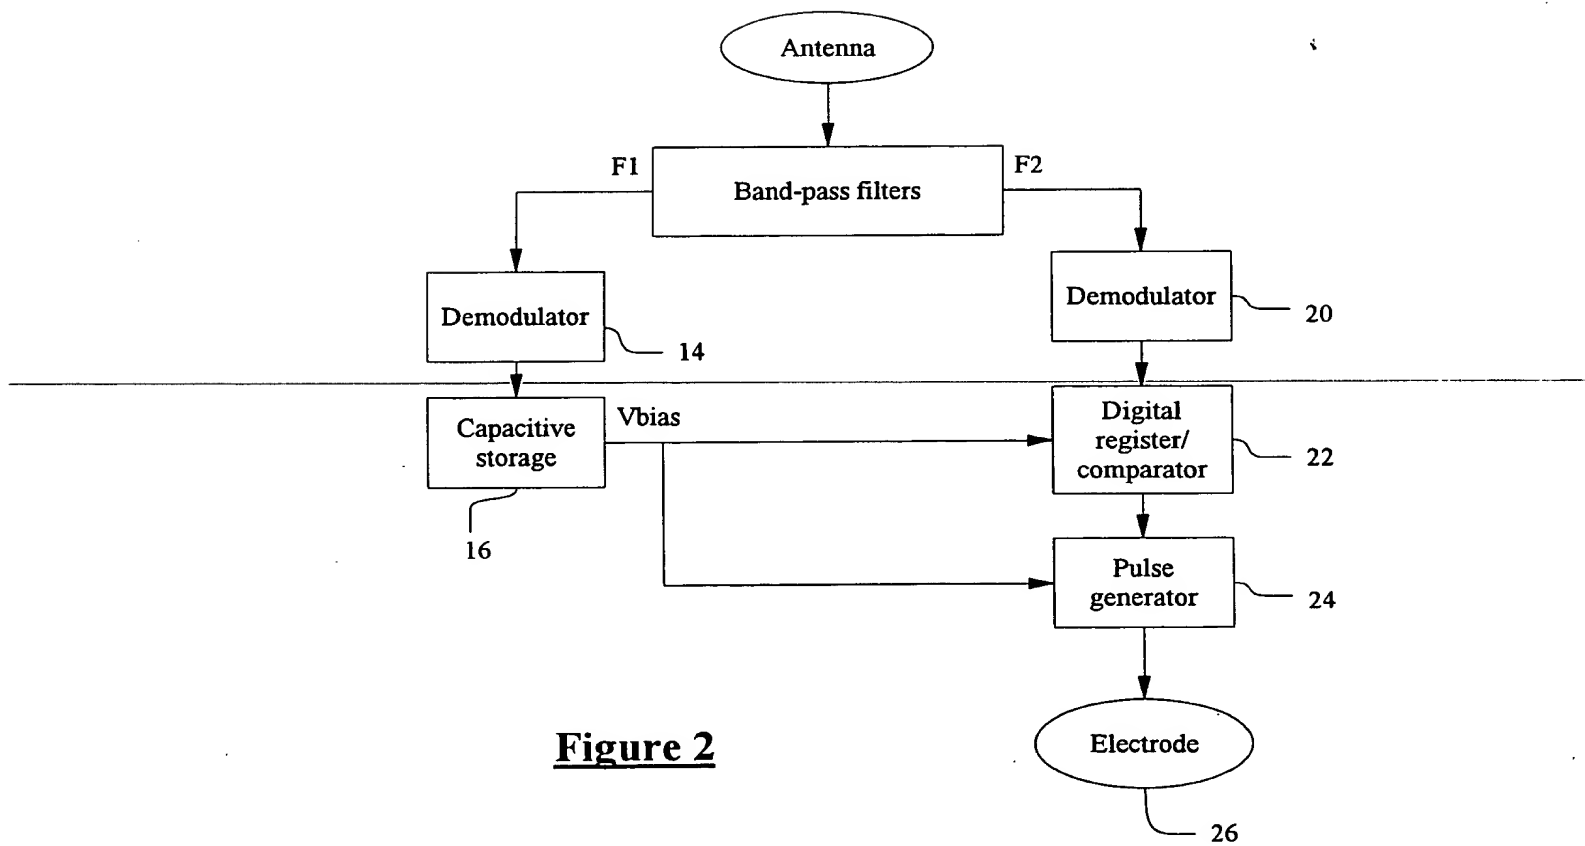 Antenna
F1
Band-pass filters
F2
Demodulator
14
Demodulator
20
Capacitive
storage
16
Vbias
Digital
register/
comparator
22
Pulse
generator
24
Electrode
26
Figure 2